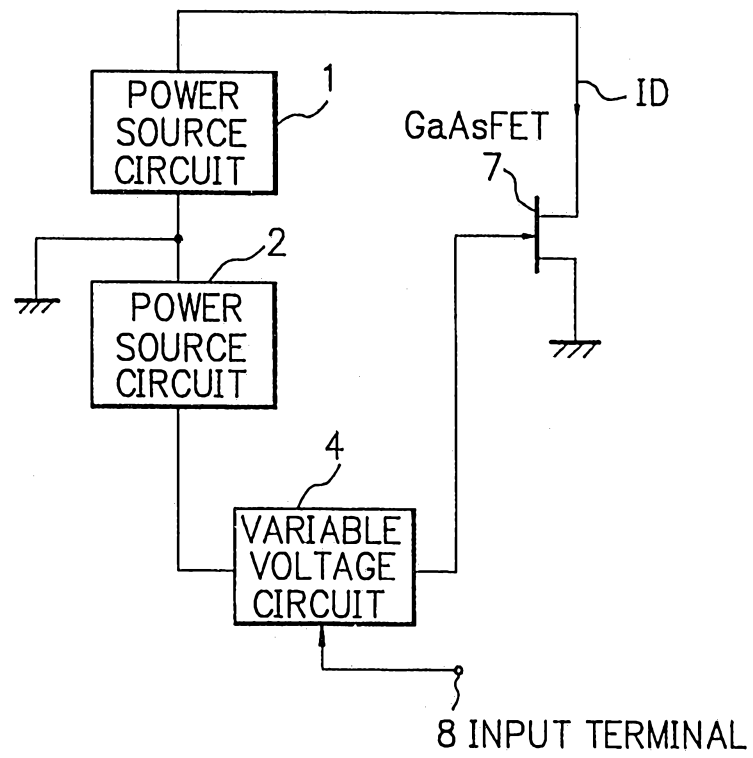 1
POWER
SOURCE
CIRCUIT
ID
GaAsFET
7
2
POWER
SOURCE
CIRCUIT
4
VARIABLE
VOLTAGE
CIRCUIT
8 INPUT TERMINAL